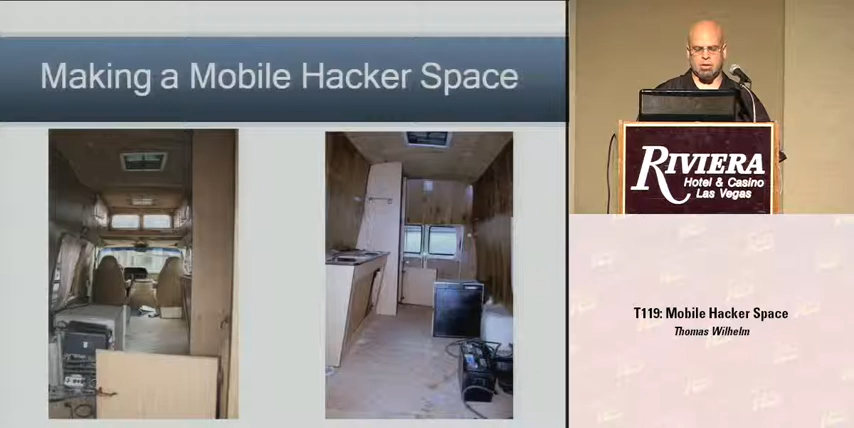 Making a Mobile Hacker Space
RIVIERA
Hotel & Casino
Las Vegas
T119: Mobile Hacker Space
Thomas Wilhelm